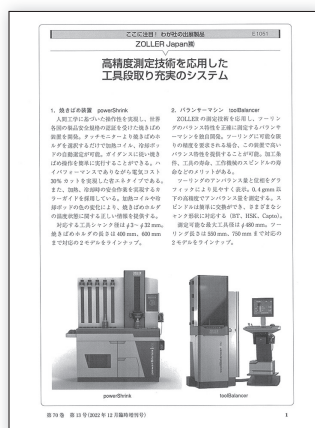 ここに注目! わが社の出展製品
E1051
ZOLLER Japan㈱
高精度測定技術を応用した
工具段取り充実のシステム
1. 焼きばめ装置 powerShrink
人間工学に基づく操作性を実現し、世界
各国の製品安全規格の認証を受けた焼きばめ
装置を開発。タッチモニターより焼きばめホル
ダを選択するだけで加熱コイル、冷却ポッ
ドの自動選定が可能。ガイダンスに従い焼き
ばめ操作を簡単に実行することができる。ハ
イパフォーマンスでありながら電気コスト
30%カットを実現した省エネタイプである。
また、加熱、冷却時の安全作業を実現するカ
ラーガイドを採用している。加熱コイルや冷
却ポッドの色の変化により、焼きばめホルダ
の温度状態に関する正しい情報を提供する。
対応する工具シャンク径はφ3〜φ32mm。
焼きばめホルダの長さは400mm、600mm
まで対応の2モデルをラインナップ。
2. バランサーマシン toolBalancer
ZOLLERの測定技術を応用し、ツーリン
グのバランス特性を正確に測定するバランサ
ーマシンを独自開発。ツーリングに可能な限
りの精度を要求される場合、この装置で高い
バランス特性を提供することが可能。加工条
件、工具の寿命、工作機械のスピンドルの寿
命などのメリットがある。
ツーリングのアンバランス量と位相をグラ
フィックにより見やすく表示。0.4gmm以
下の高精度でアンバランス量を測定する。ス
ピンドルは簡単に交換ができ、さまざまなシ
ャンク形状に対応する（BT、HSK、Capto）。
測定可能な最大工具径はφ480mm、ツー
リング長さは550mm、750mmまで対応の
2モデルをラインナップ。
powerShrink
toolBalancer
第70巻 第13号(2022年12月臨時増刊号)
1